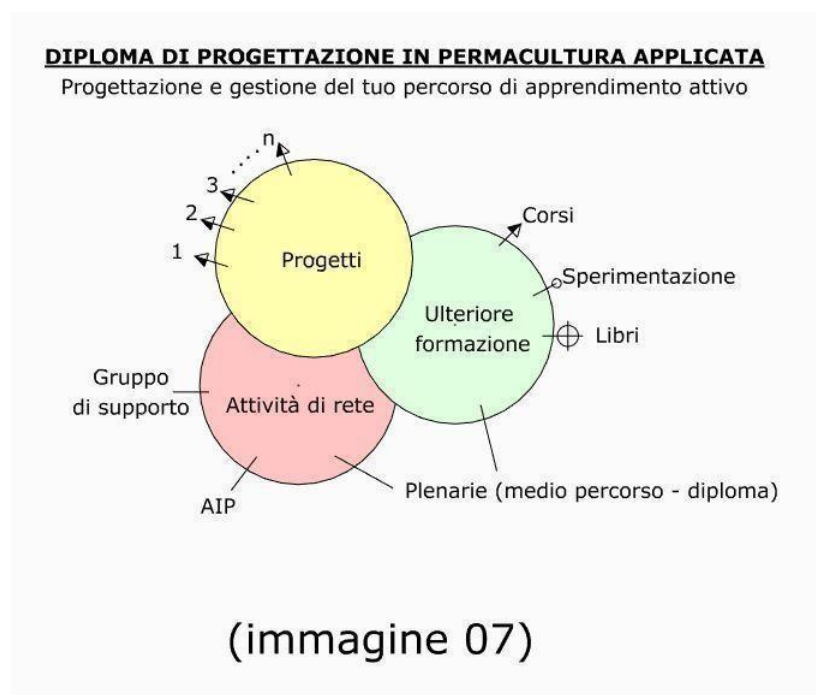 DIPLOMA DI PROGETTAZIONE IN PERMACULTURA APPLICATA
Progettazione e gestione del tuo percorso di apprendimento attivo
n
.....
3
2
1
Progetti
Corsi
Sperimentazione
Ulteriore
formazione
Libri
Gruppo
di supporto
Attività di rete
AIP
Plenarie (medio percorso - diploma)
(immagine 07)